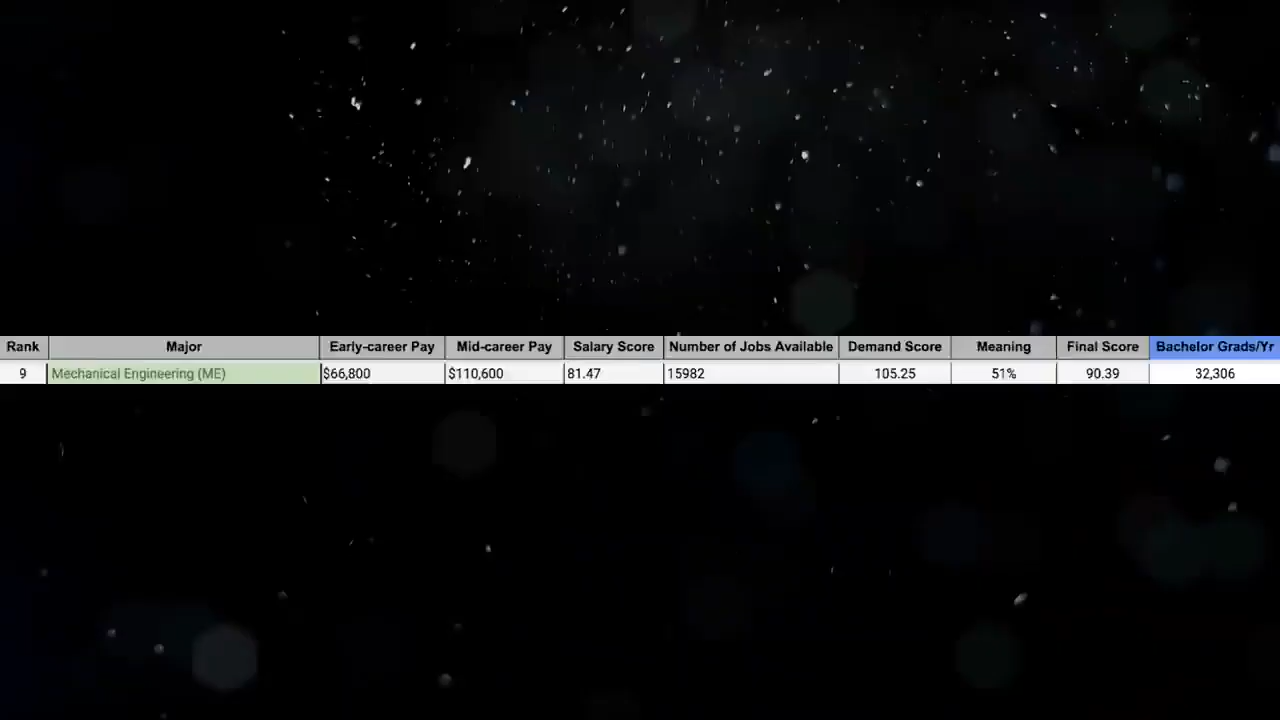 Rank Major Early-career Pay Mid-career Pay Salary Score Number of Jobs Available Demand Score Meaning Final Score Bachelor Grads/Yr
9 Mechanical Engineering (ME) $66,800 $110,600 81.47 15982 105.25 51% 90.39 32,306